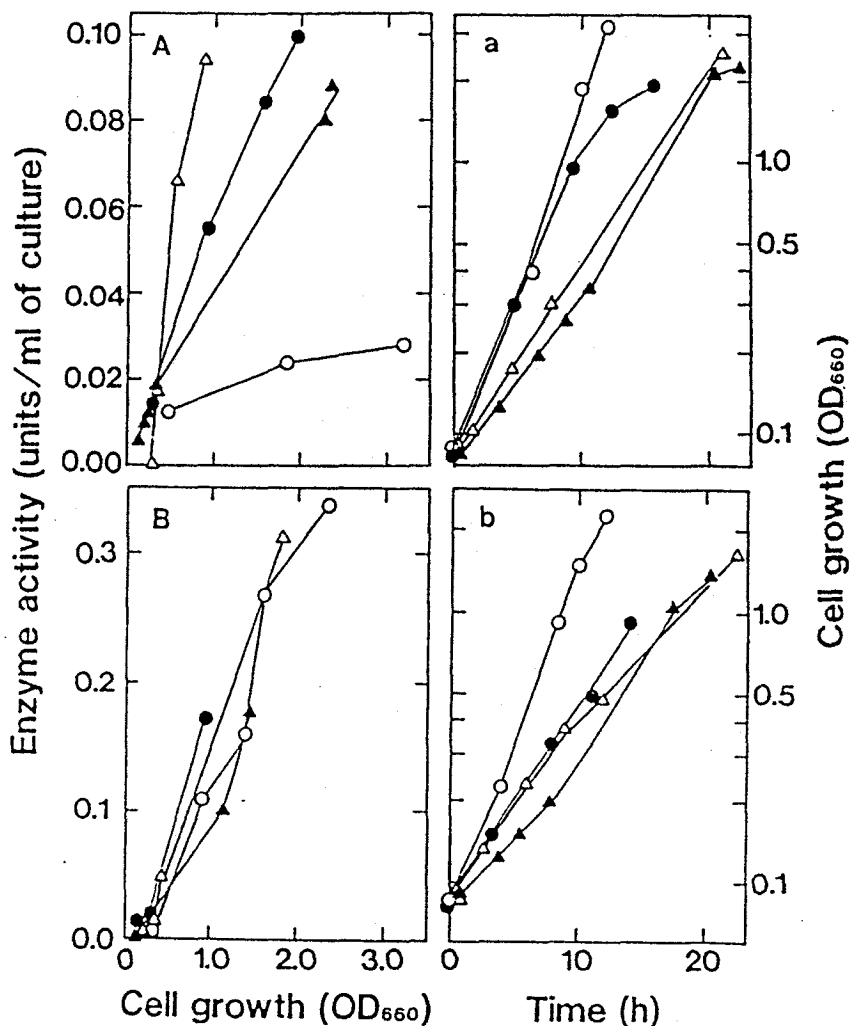 A
0.10
0.08
0.06
0.04
0.02
0.00
a
1.0
0.5
0.1
B
0.3
0.2
0.1
0.0
0
1.0
2.0
3.0
b
1.0
0.5
0.1
0
10
20
Enzyme activity (units/ml of culture)
Cell growth (OD₆₆₀)
Cell growth (OD₆₆₀)
Time (h)